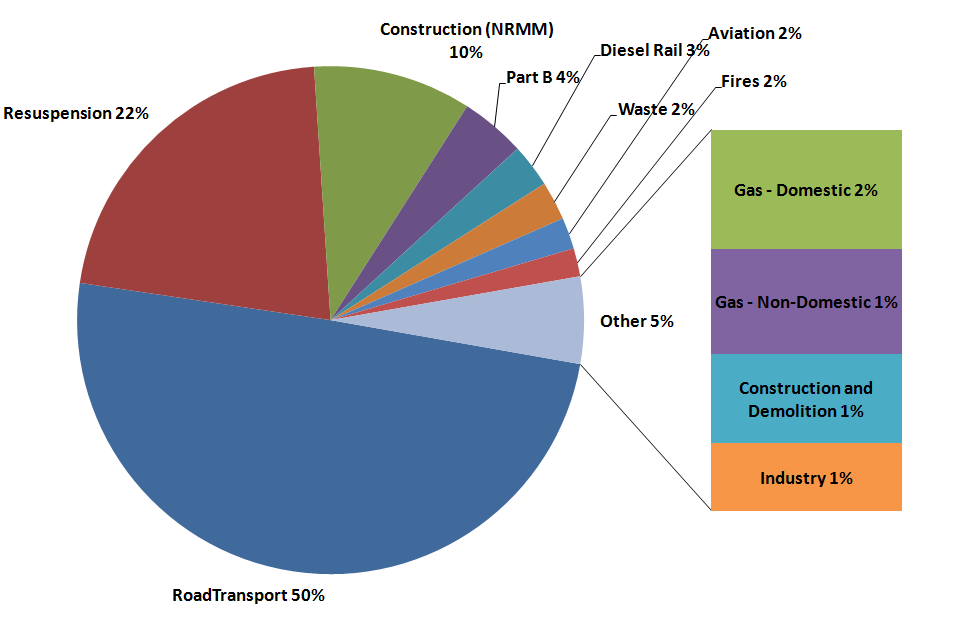 Construction (NRMM)
10%
Aviation 2%
Diesel Rail 3%
Part B 4%
Fires 2%
Resuspension 22%
Waste 2%
Gas - Domestic 2%
Gas - Non-Domestic 1%
Other 5%
Construction and
Demolition 1%
Industry 1%
RoadTransport 50%